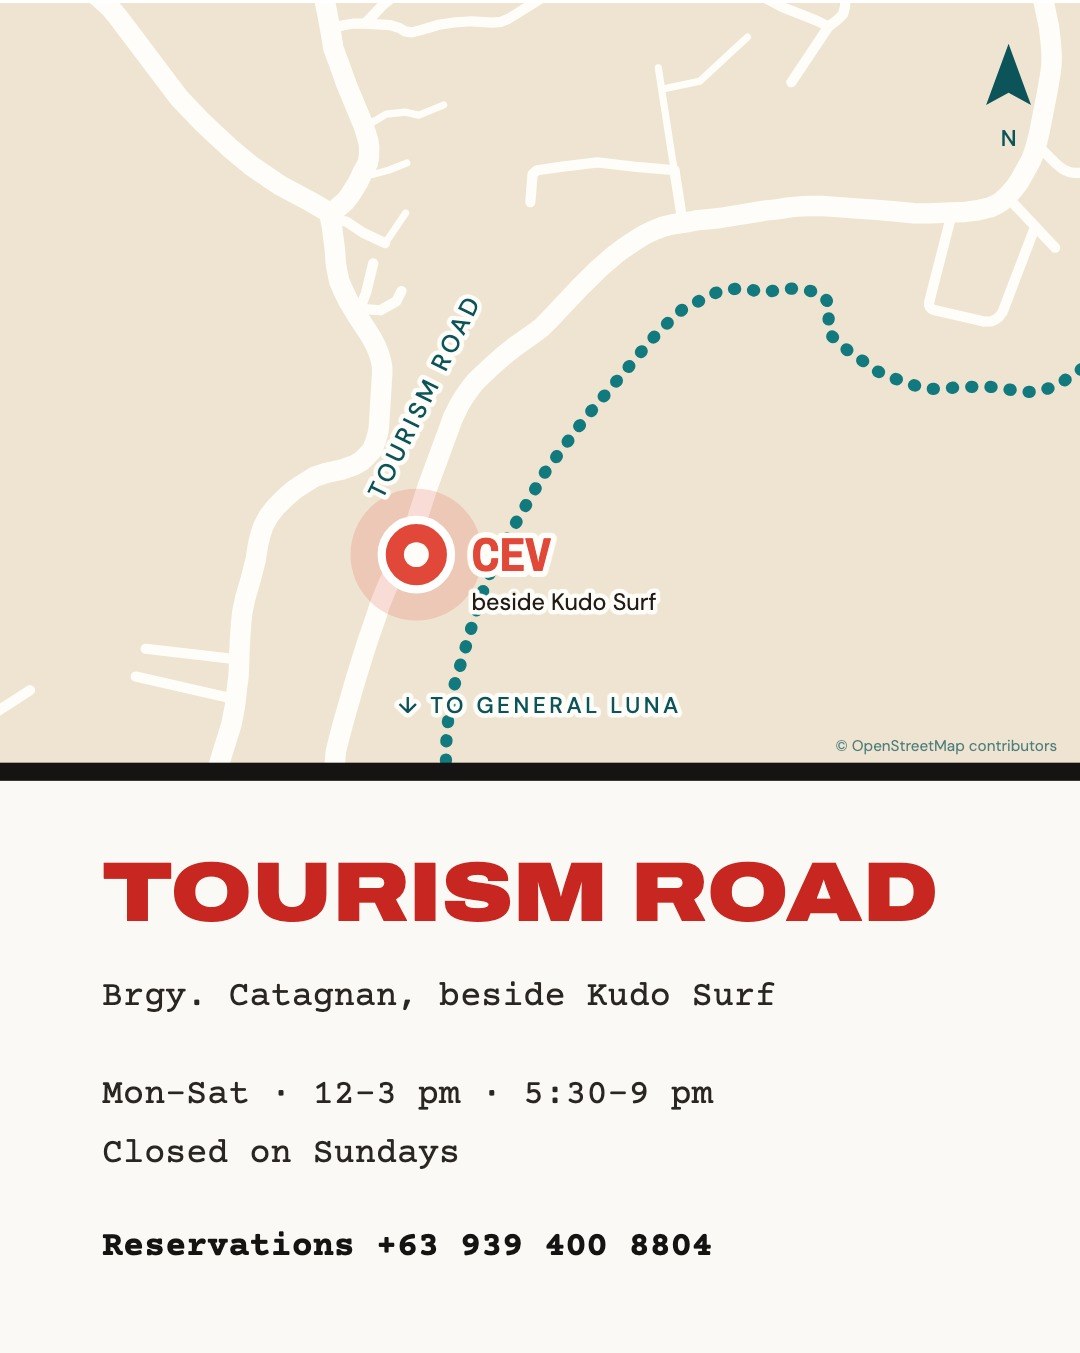 N
TOURISM ROAD
CEV
beside Kudo Surf
↓ TO GENERAL LUNA
© OpenStreetMap contributors
TOURISM ROAD
Brgy. Catagnan, beside Kudo Surf
Mon–Sat · 12–3 pm · 5:30–9 pm
Closed on Sundays
Reservations +63 939 400 8804